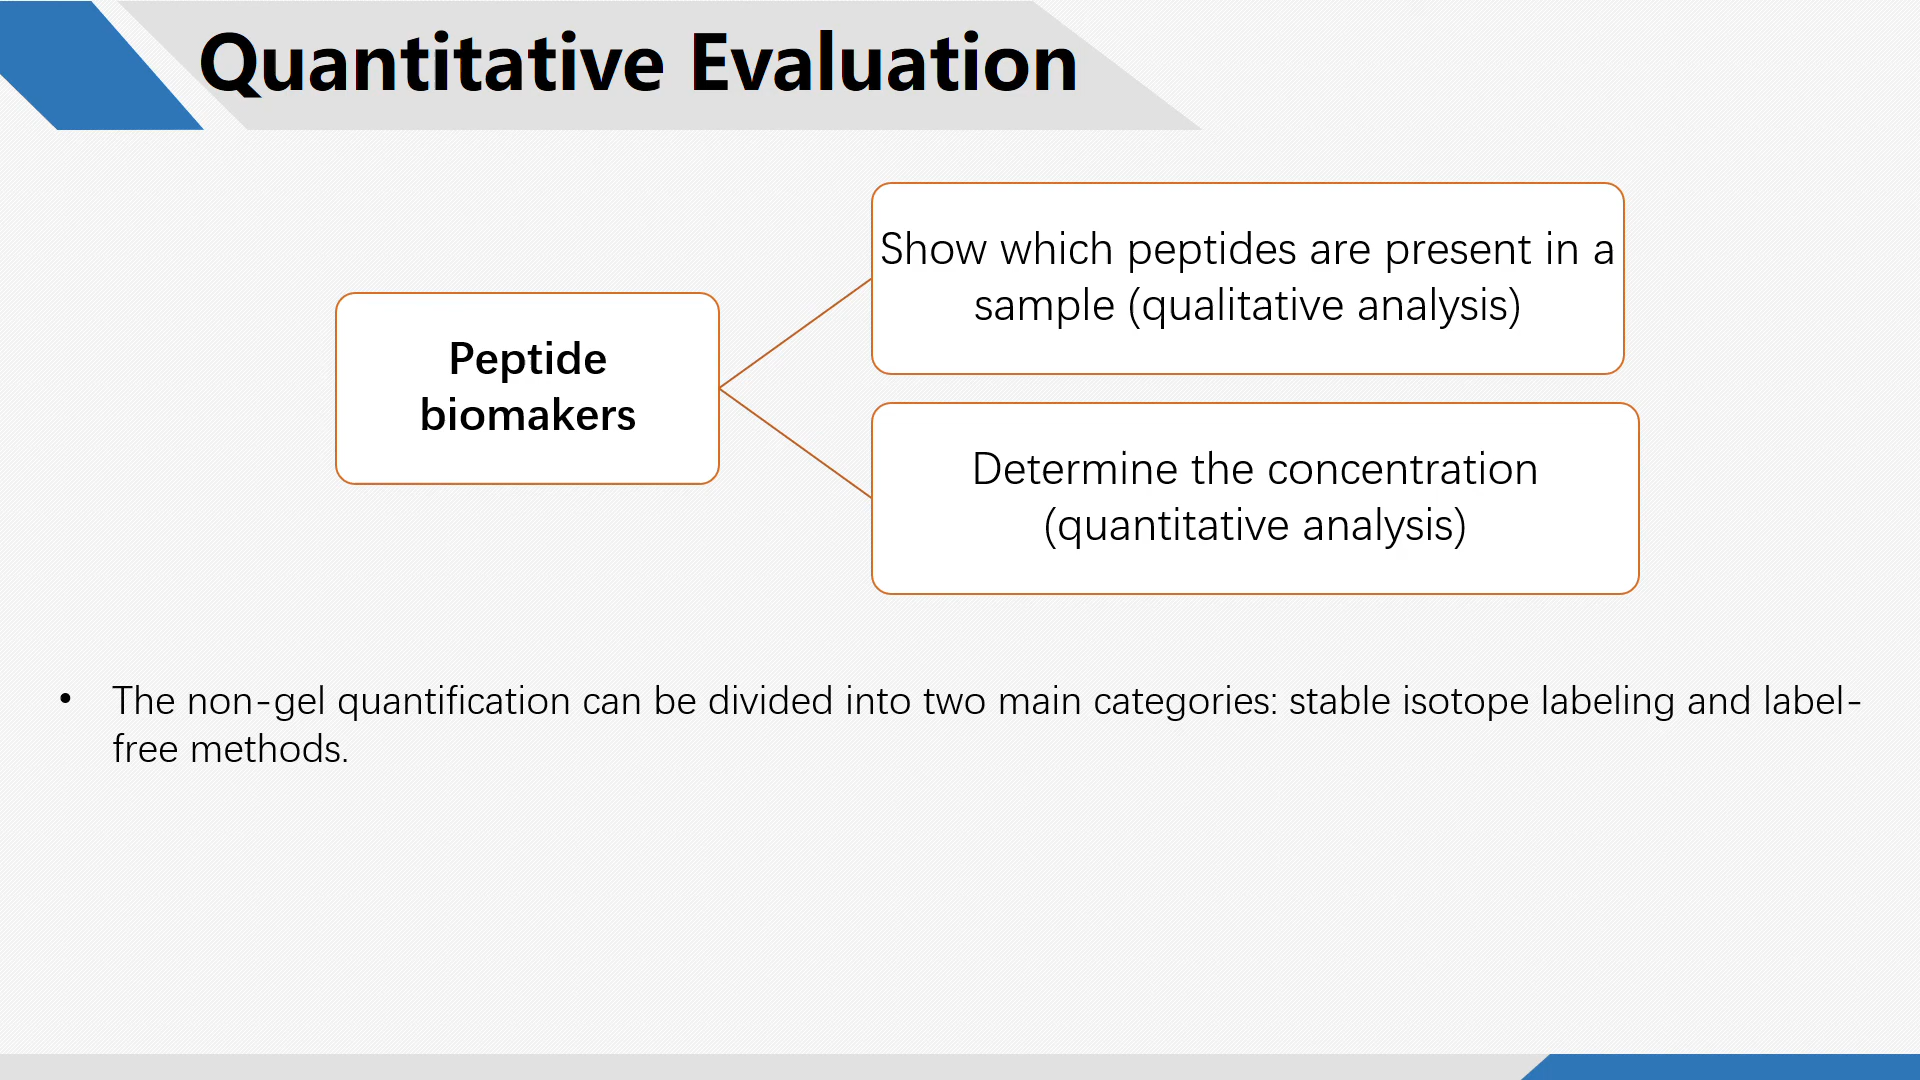 Quantitative Evaluation
Show which peptides are present in a
sample (qualitative analysis)
Peptide
biomakers
Determine the concentration
(quantitative analysis)
• The non-gel quantification can be divided into two main categories: stable isotope labeling and label-
free methods.